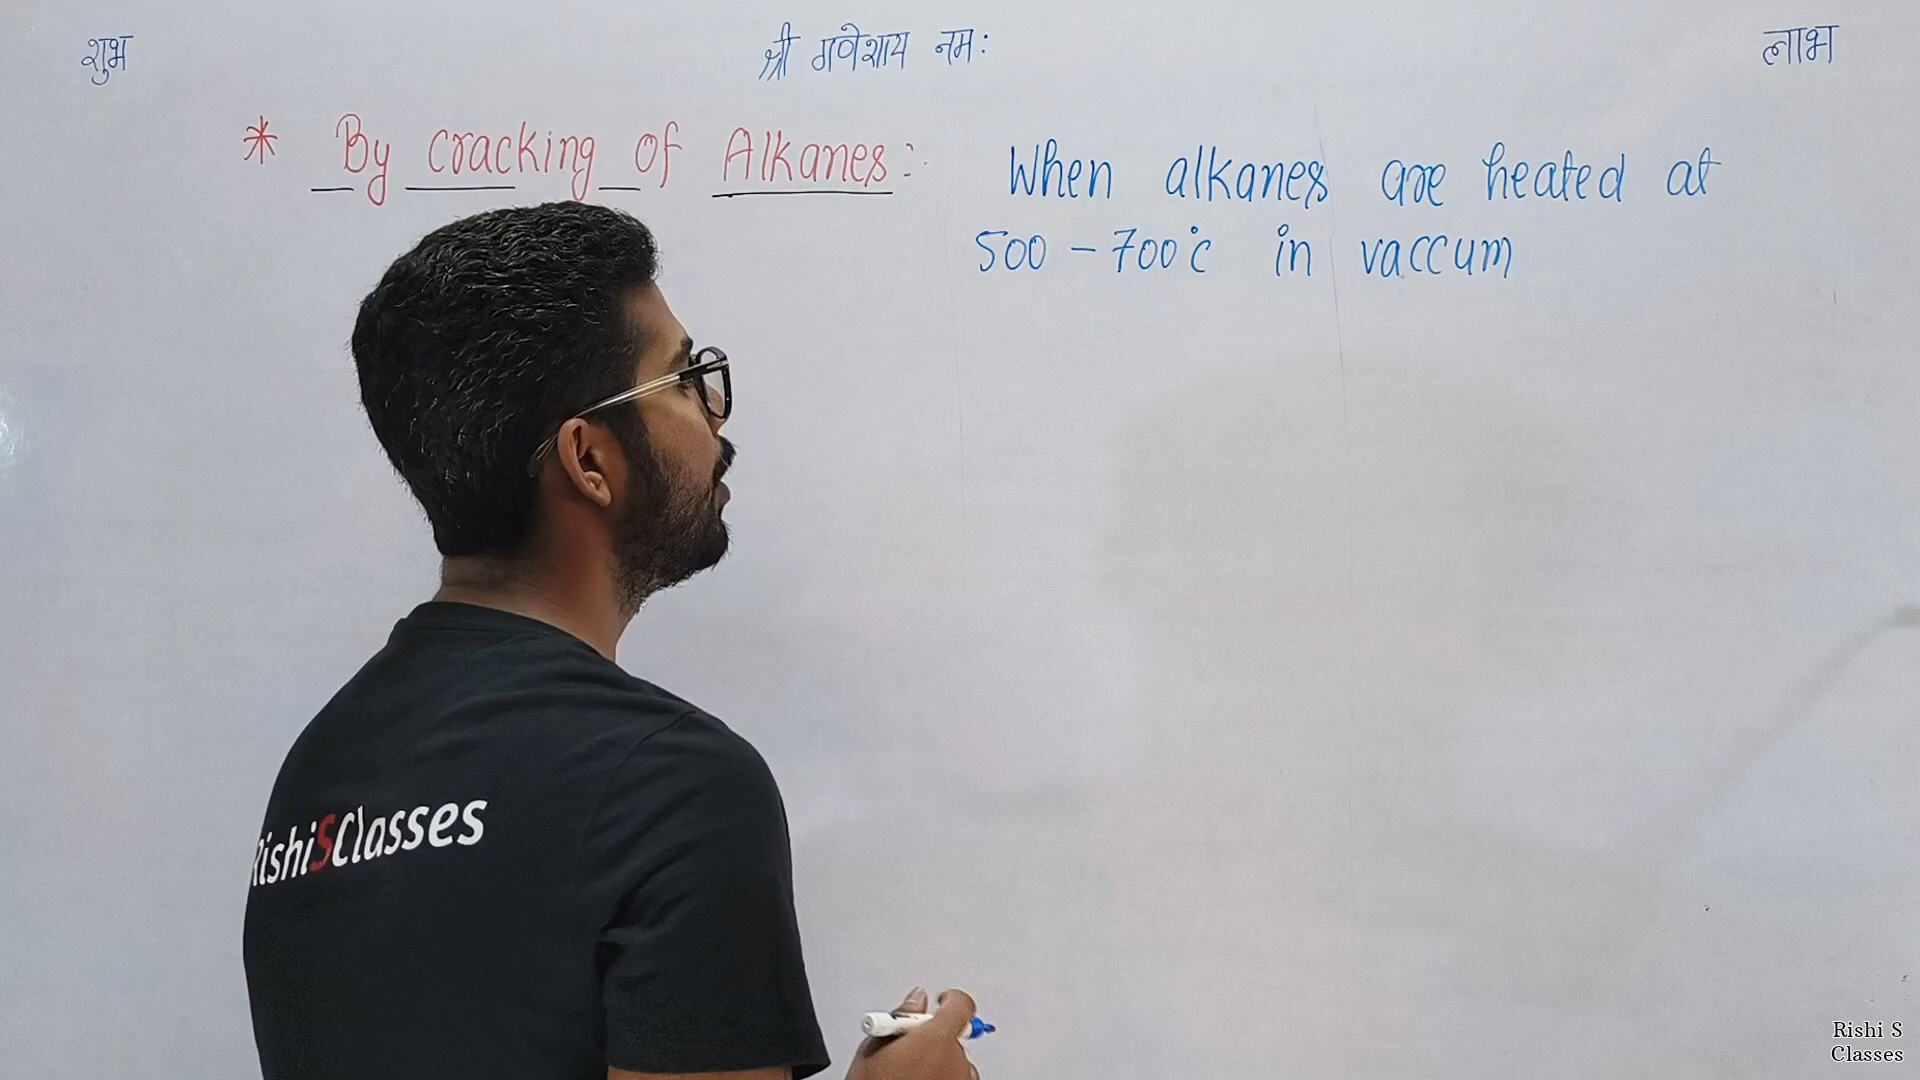 शुभ श्री गणेशाय नमः लाभ
* By cracking of Alkanes :- When alkanes are heated at
500 - 700°c in vaccum
RishiSClasses
Rishi S
Classes